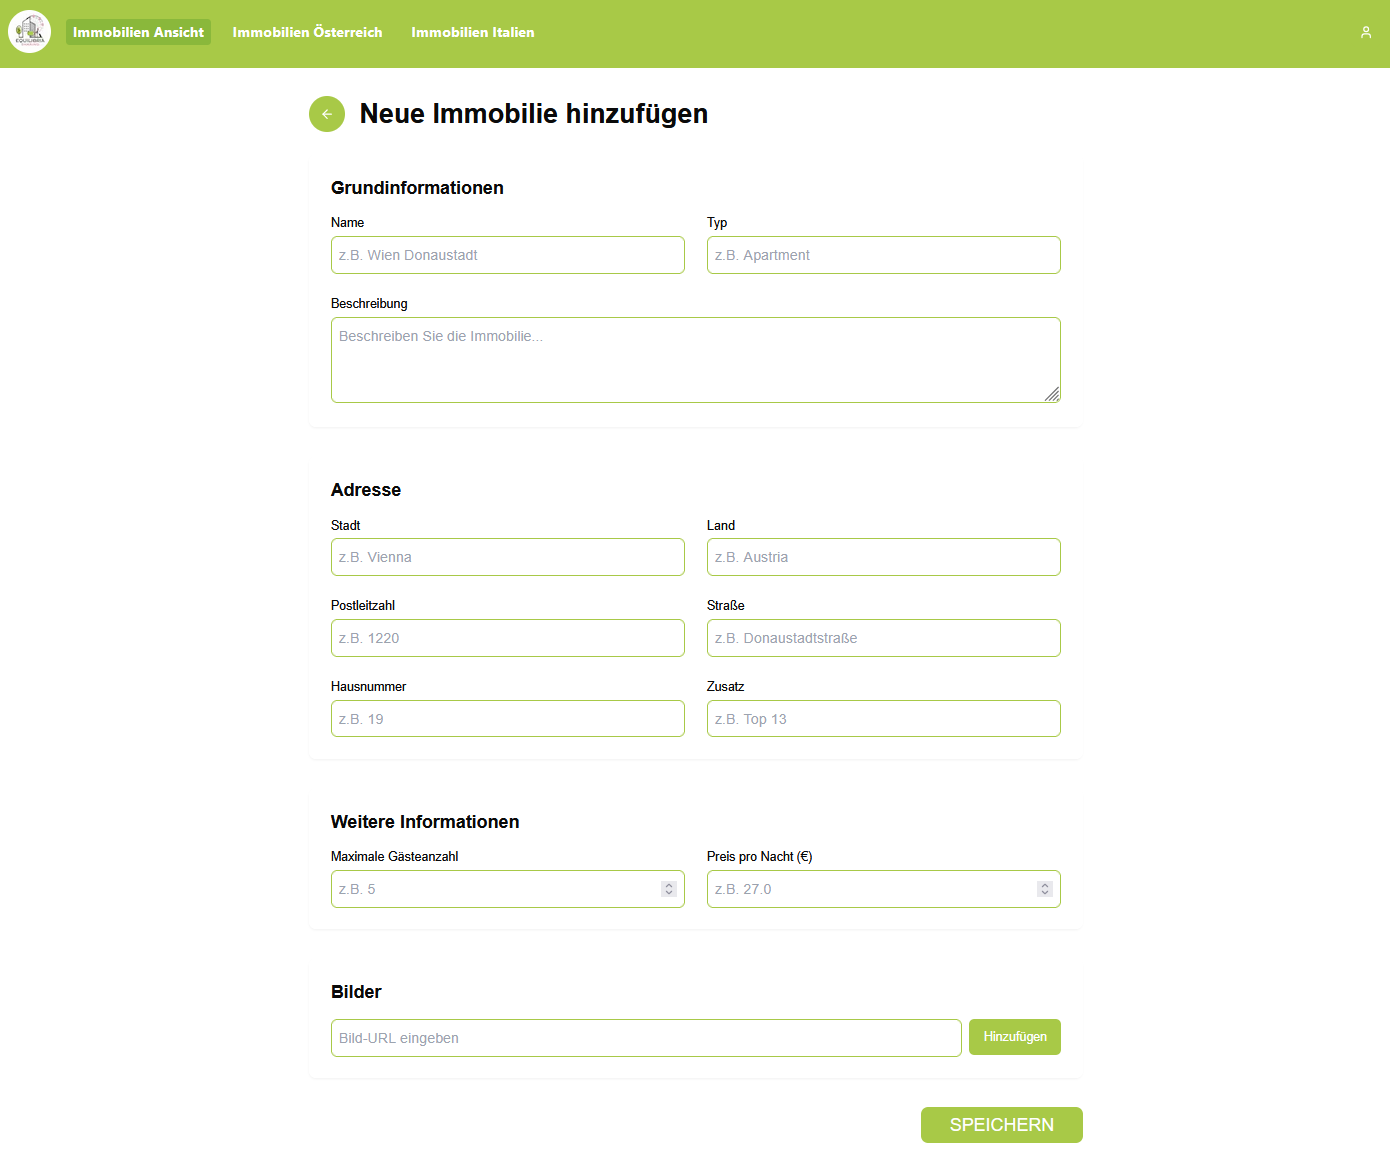 EQUILIBRIA
Immobilien Ansicht
Immobilien Österreich
Immobilien Italien
Neue Immobilie hinzufügen
Grundinformationen
Name
Typ
z.B. Wien Donaustadt
z.B. Apartment
Beschreibung
Beschreiben Sie die Immobilie...
Adresse
Stadt
Land
z.B. Vienna
z.B. Austria
Postleitzahl
Straße
z.B. 1220
z.B. Donaustadtstraße
Hausnummer
Zusatz
z.B. 19
z.B. Top 13
Weitere Informationen
Maximale Gästeanzahl
Preis pro Nacht (€)
z.B. 5
z.B. 27.0
Bilder
Bild-URL eingeben
Hinzufügen
SPEICHERN